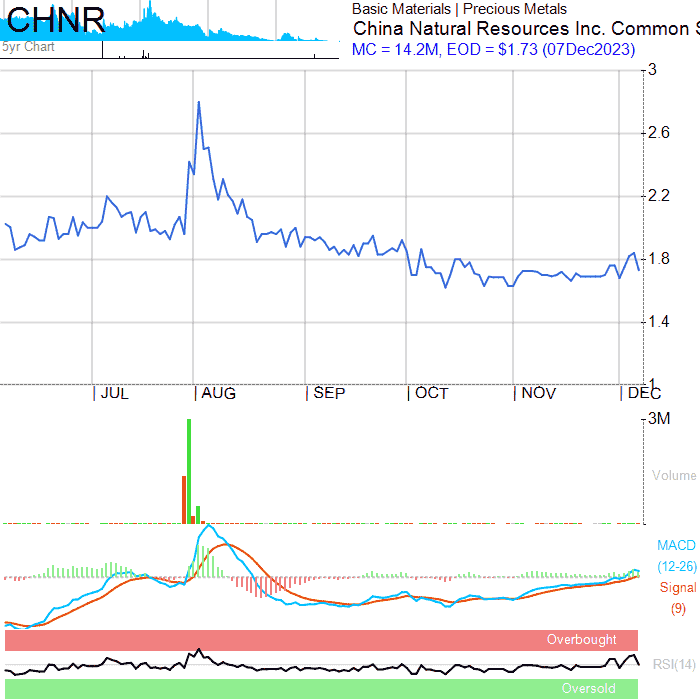 CHNR
5yr Chart
Basic Materials | Precious Metals
China Natural Resources Inc. Common S
MC = 14.2M, EOD = $1.73 (07Dec2023)
3
2.6
2.2
1.8
1.4
1
JUL AUG SEP OCT NOV DEC
3M
Volume
MACD
(12-26)
Signal
(9)
Overbought
RSI(14)
Oversold